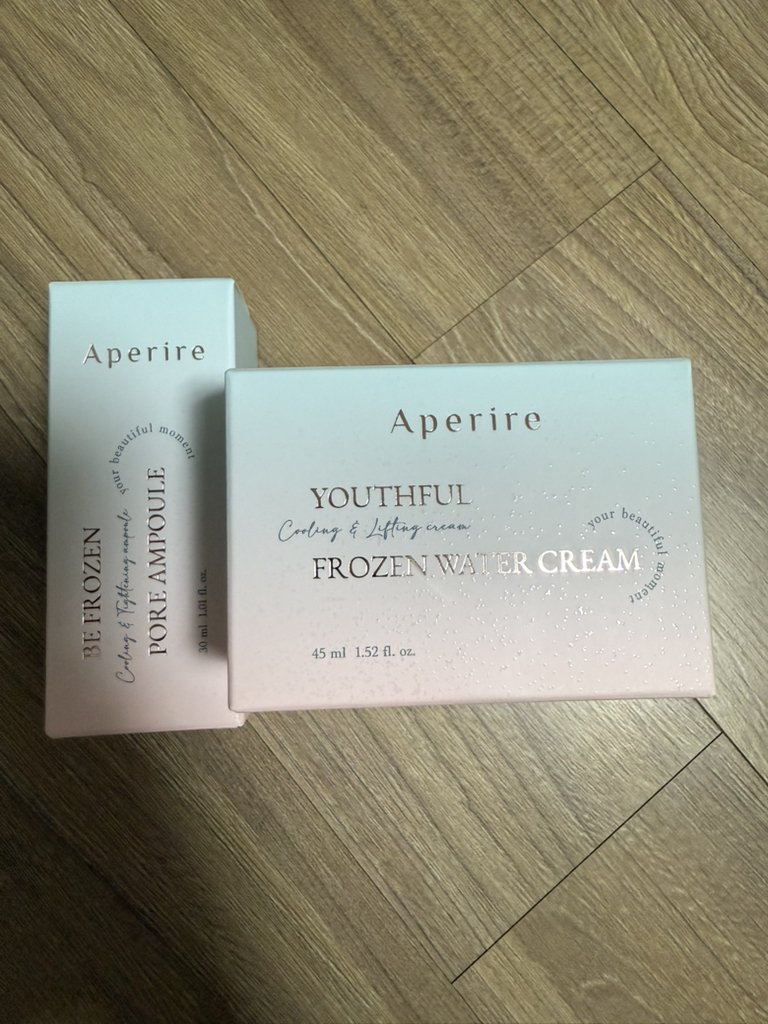 Aperire
your beautiful moment
BE FROZEN
Cooling & Tightening ampoule
PORE AMPOULE
30 ml 1.01 fl. oz.
Aperire
YOUTHFUL
Cooling & Lifting cream
FROZEN WATER CREAM
your beautiful moment
45 ml 1.52 fl. oz.